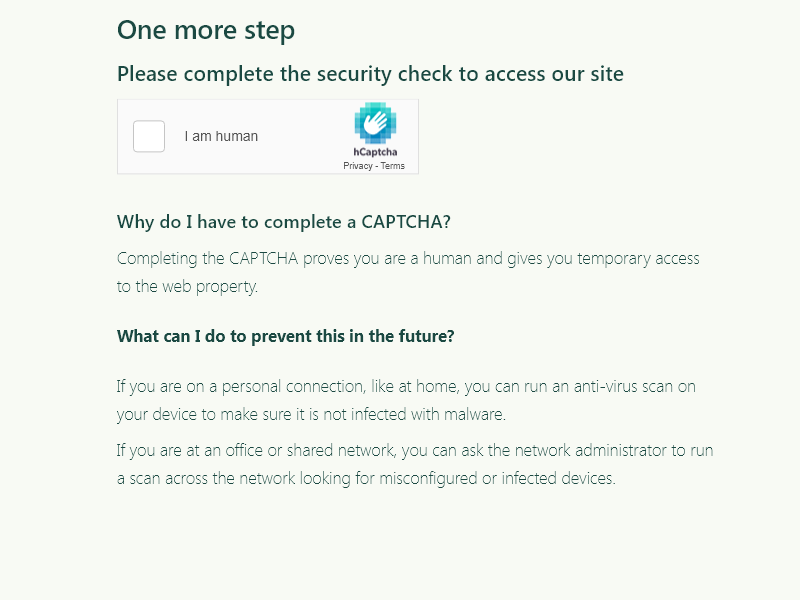 One more step
Please complete the security check to access our site
I am human
hCaptcha
Privacy - Terms
Why do I have to complete a CAPTCHA?
Completing the CAPTCHA proves you are a human and gives you temporary access
to the web property.
What can I do to prevent this in the future?
If you are on a personal connection, like at home, you can run an anti-virus scan on
your device to make sure it is not infected with malware.
If you are at an office or shared network, you can ask the network administrator to run
a scan across the network looking for misconfigured or infected devices.